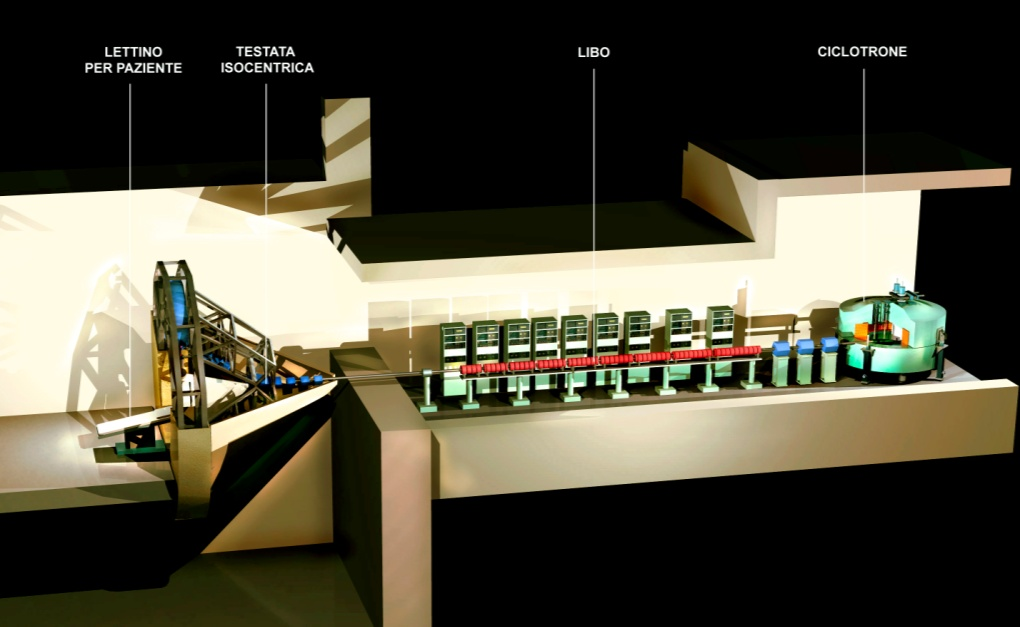 LETTINO
PER PAZIENTE
TESTATA
ISOCENTRICA
LIBO
CICLOTRONE